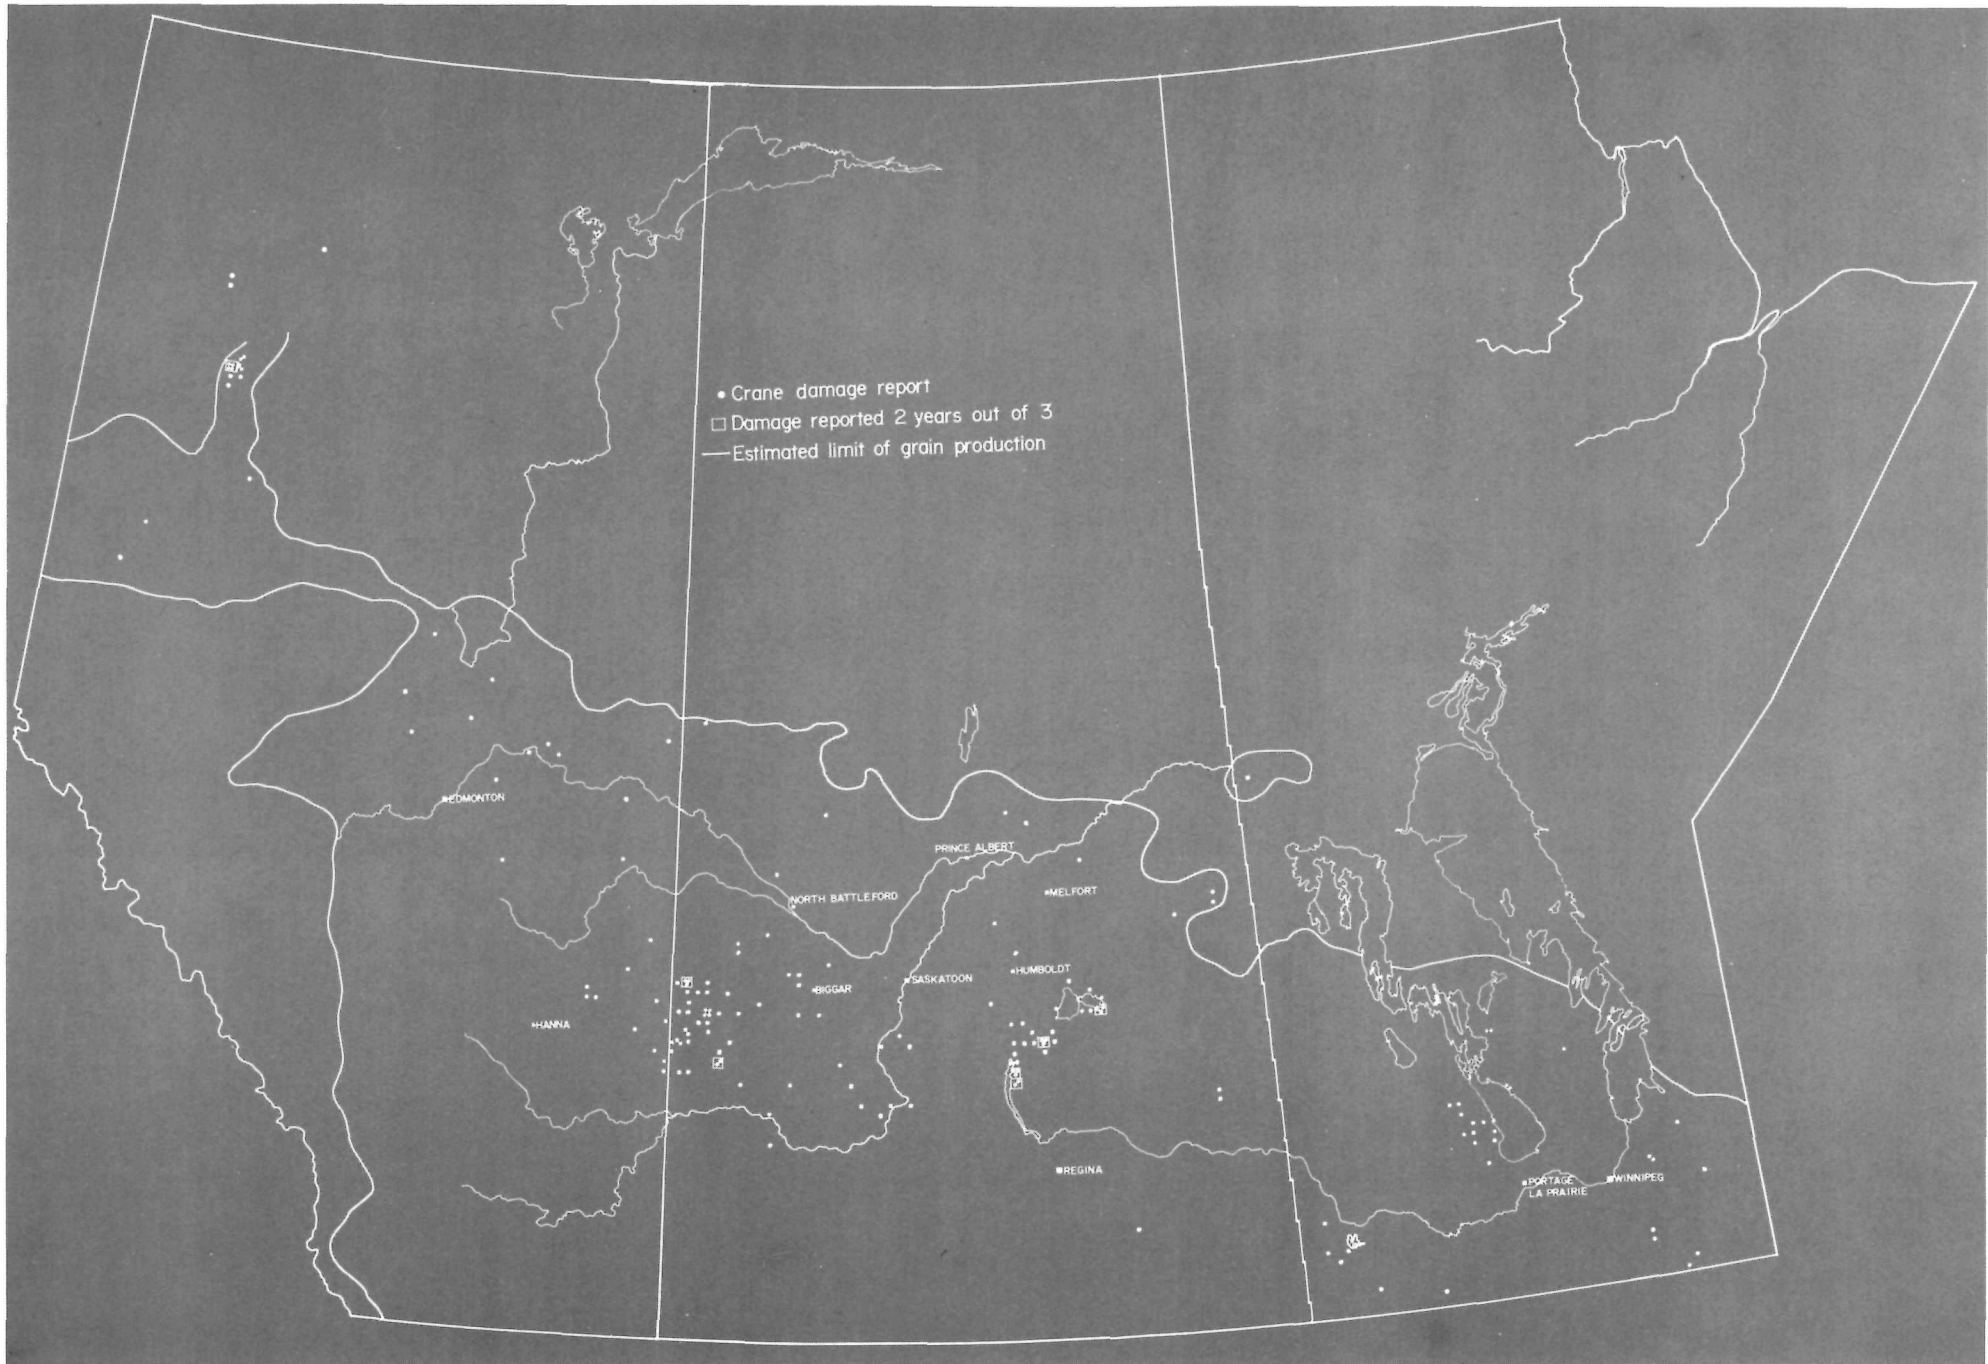 Crane damage report
Damage reported 2 years out of 3
Estimated limit of grain production
EDMONTON
PRINCE ALBERT
MELFORT
NORTH BATTLEFORD
HUMBOLDT
SASKATOON
BIGGAR
HANNA
REGINA
PORTAGE
LA PRAIRIE
WINNIPEG